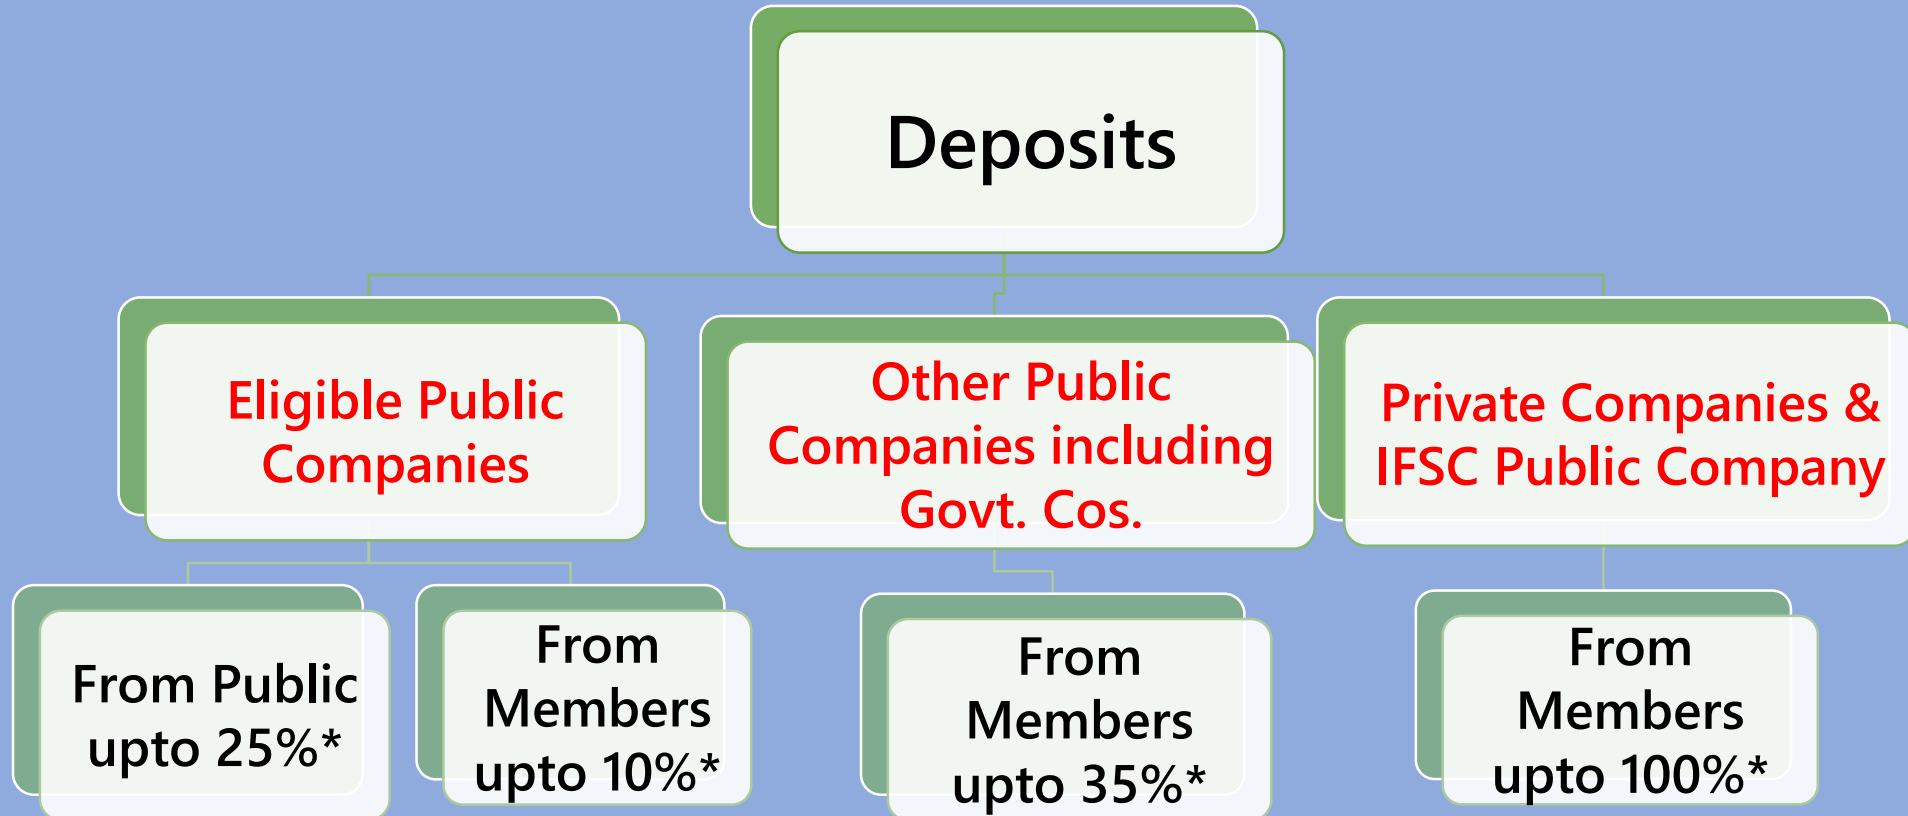 Deposits
Eligible Public
Companies
Other Public
Companies including
Govt. Cos.
Private Companies &
IFSC Public Company
From Public
upto 25%*
From
Members
upto 10%*
From
Members
upto 35%*
From
Members
upto 100%*